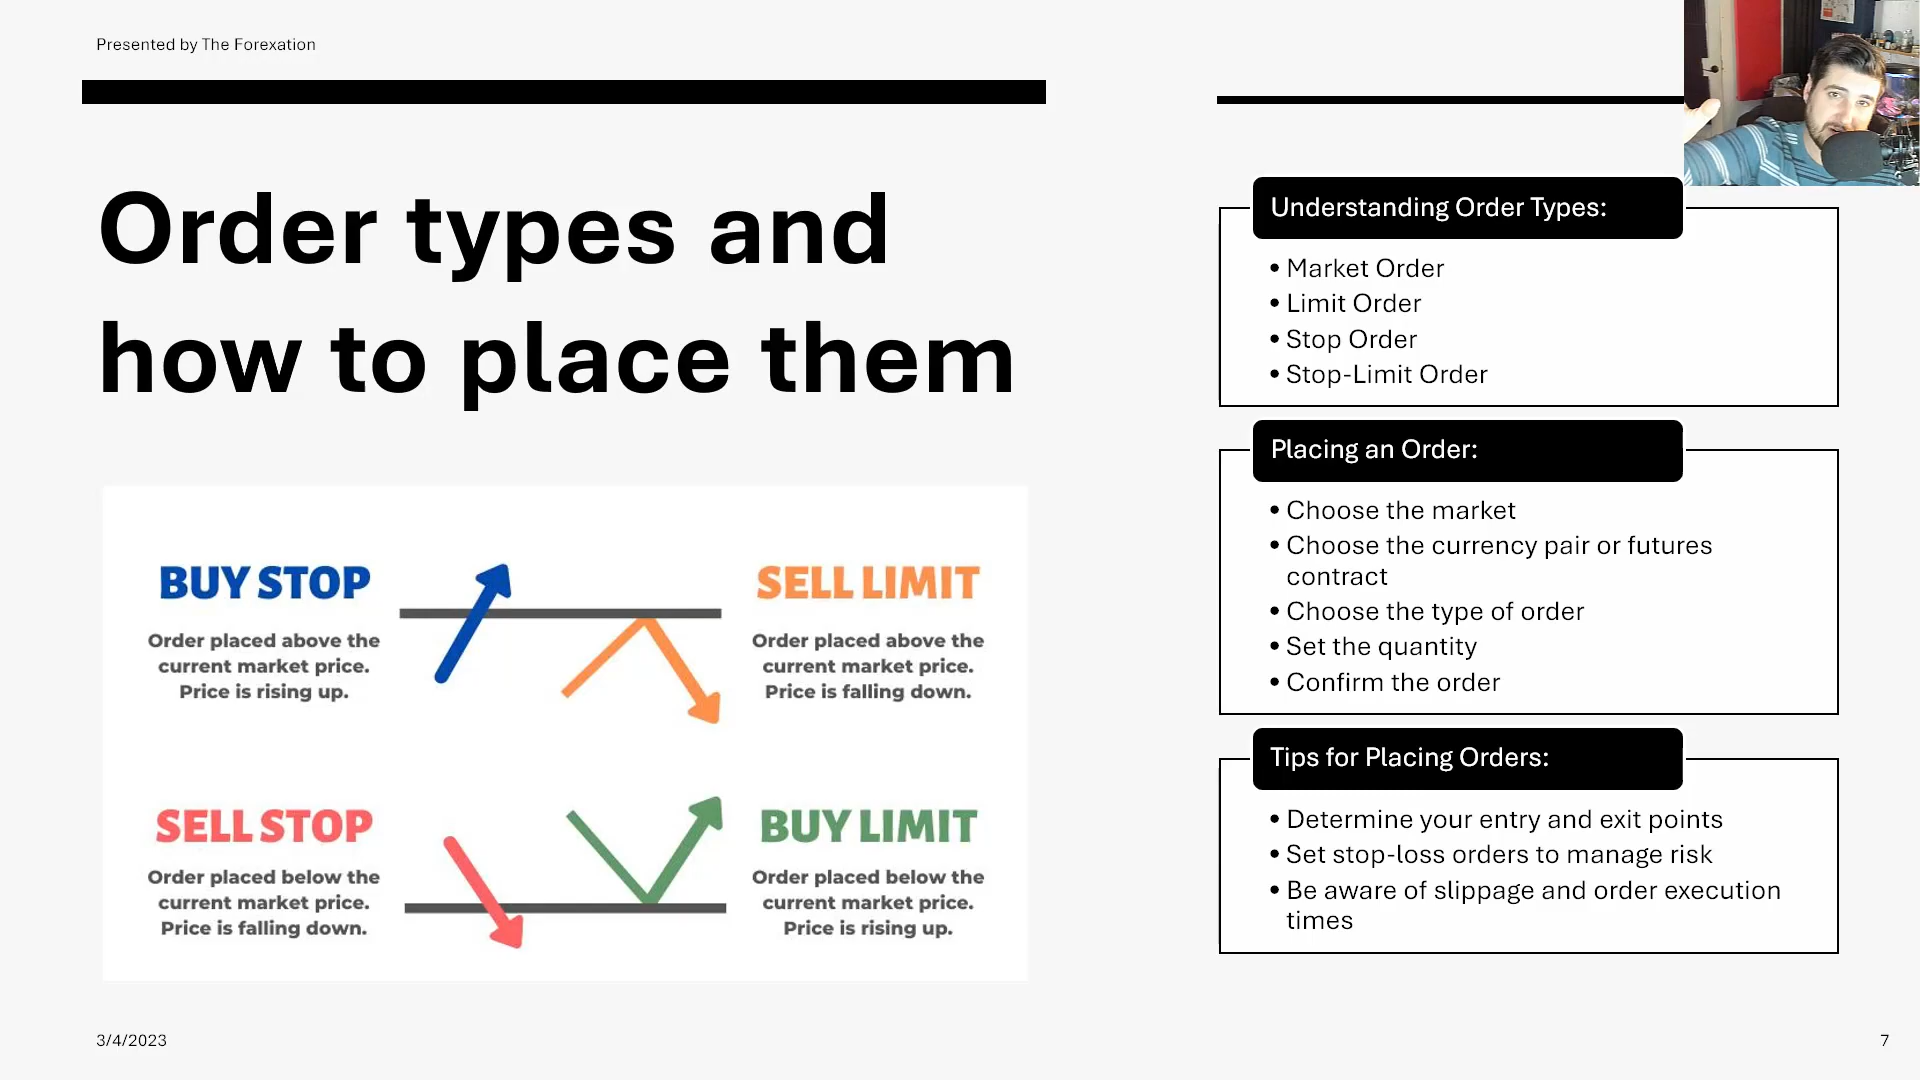 Presented by The Forexation
Order types and
how to place them
BUY STOP
Order placed above the
current market price.
Price is rising up.
SELL LIMIT
Order placed above the
current market price.
Price is falling down.
SELL STOP
Order placed below the
current market price.
Price is falling down.
BUY LIMIT
Order placed below the
current market price.
Price is rising up.
Understanding Order Types:
• Market Order
• Limit Order
• Stop Order
• Stop-Limit Order
Placing an Order:
• Choose the market
• Choose the currency pair or futures
contract
• Choose the type of order
• Set the quantity
• Confirm the order
Tips for Placing Orders:
• Determine your entry and exit points
• Set stop-loss orders to manage risk
• Be aware of slippage and order execution
times
3/4/2023
7